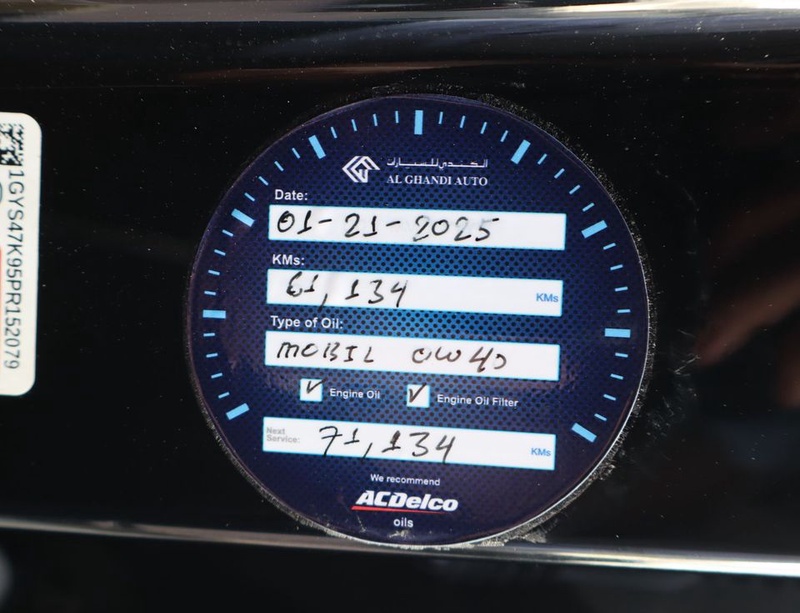 1GYS47K95PR152079
الغندي للسيارات
AL GHANDI AUTO
Date:
01-21-2025
KMs:
61,134 KMs
Type of Oil:
MOBIL 0W40
✓ Engine Oil ✓ Engine Oil Filter
Next Service: 71,134 KMs
We recommend
ACDelco
oils